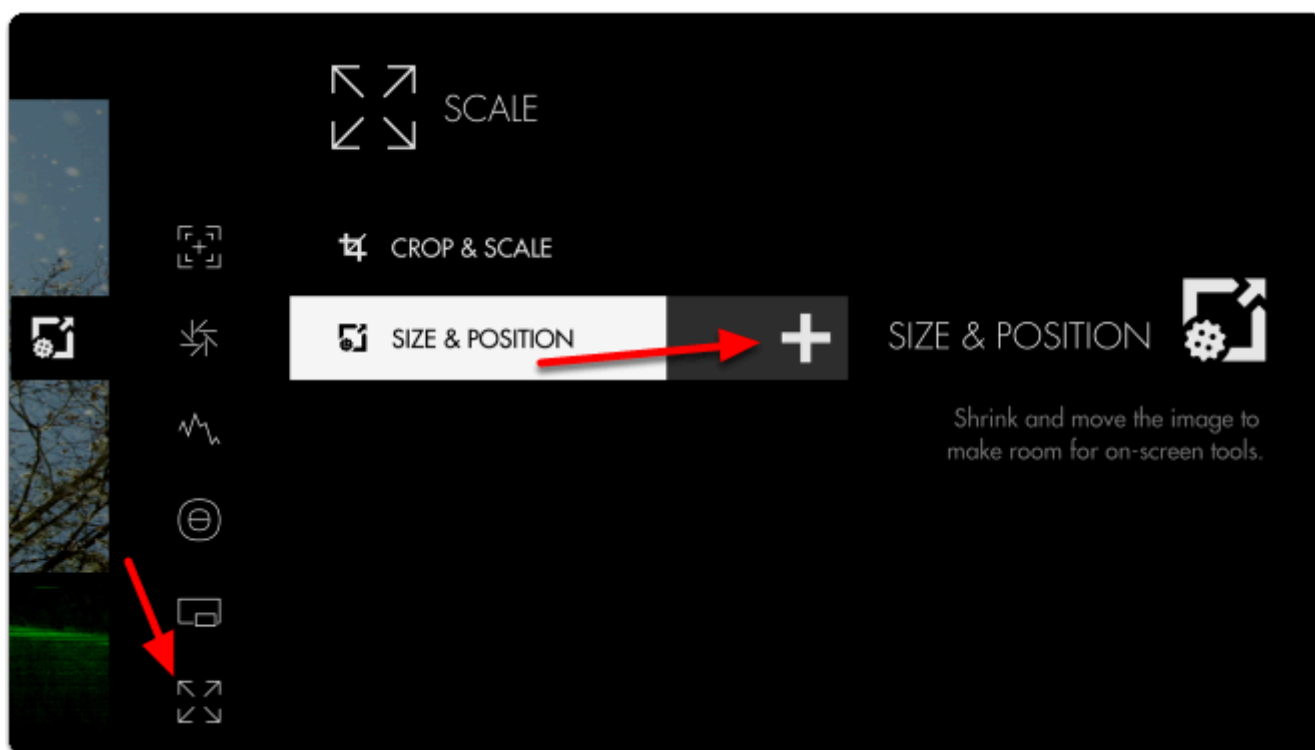 SCALE
CROP & SCALE
SIZE & POSITION
SIZE & POSITION
Shrink and move the image to
make room for on-screen tools.